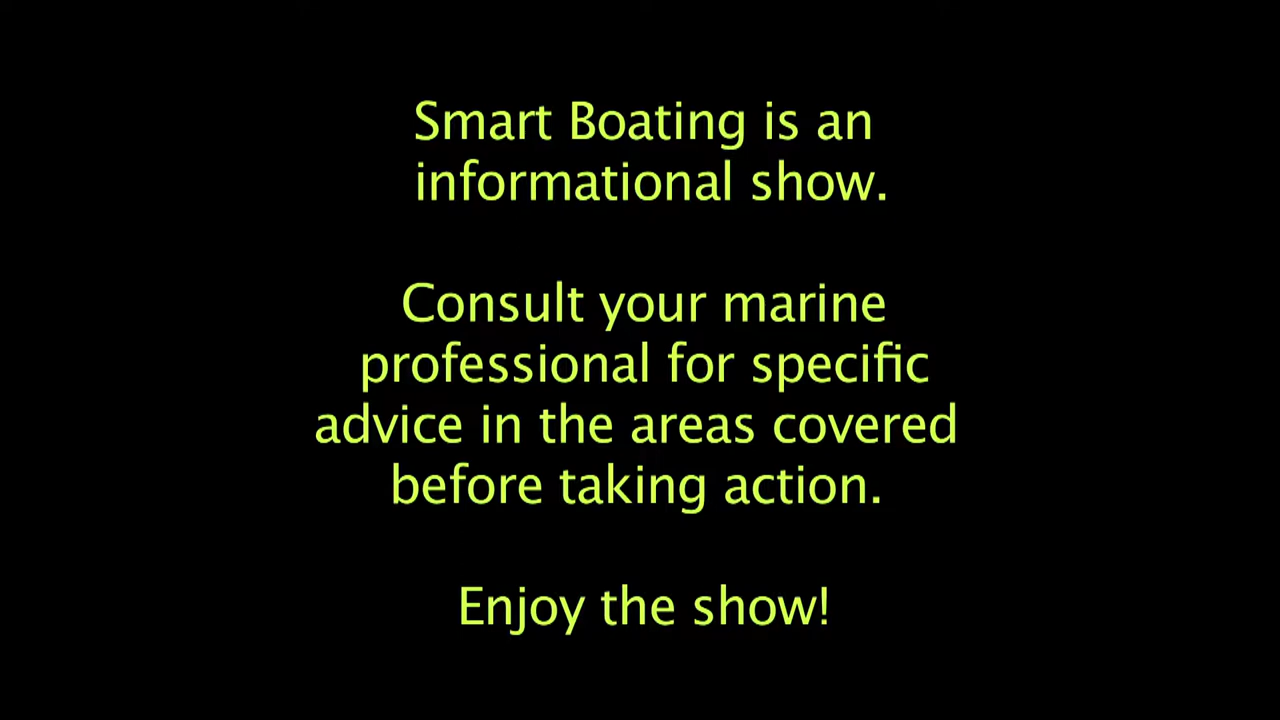 Smart Boating is an
informational show.
Consult your marine
professional for specific
advice in the areas covered
before taking action.
Enjoy the show!